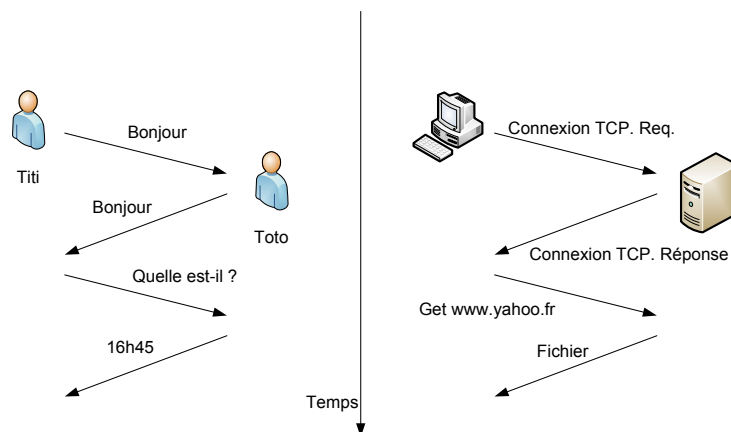 Titi
Bonjour
Toto
Bonjour
Quelle est-il ?
16h45
Temps
Connexion TCP. Req.
Connexion TCP. Réponse
Get www.yahoo.fr
Fichier